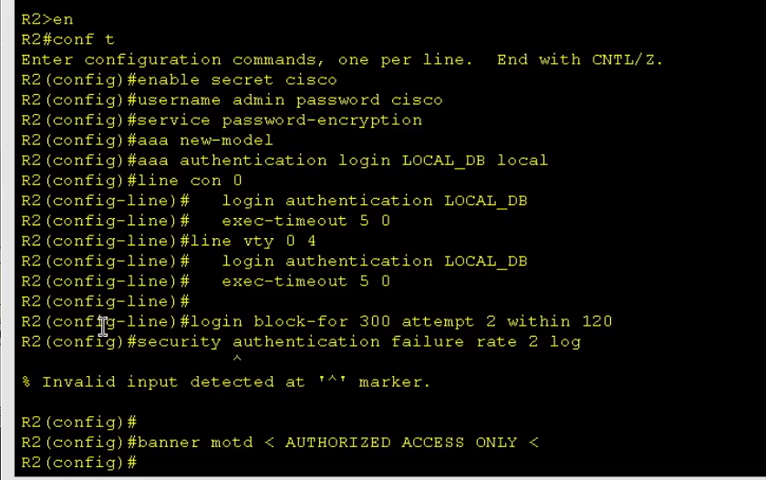 R2>en
R2#conf t
Enter configuration commands, one per line.  End with CNTL/Z.
R2(config)#enable secret cisco
R2(config)#username admin password cisco
R2(config)#service password-encryption
R2(config)#aaa new-model
R2(config)#aaa authentication login LOCAL_DB local
R2(config)#line con 0
R2(config-line)#   login authentication LOCAL_DB
R2(config-line)#   exec-timeout 5 0
R2(config-line)#line vty 0 4
R2(config-line)#   login authentication LOCAL_DB
R2(config-line)#   exec-timeout 5 0
R2(config-line)#
R2(config-line)#login block-for 300 attempt 2 within 120
R2(config)#security authentication failure rate 2 log
                    ^
% Invalid input detected at '^' marker.
R2(config)#
R2(config)#banner motd < AUTHORIZED ACCESS ONLY <
R2(config)#